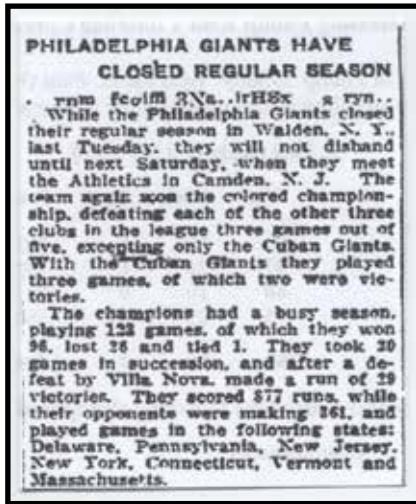 PHILADELPHIA GIANTS HAVE
CLOSED REGULAR SEASON
While the Philadelphia Giants closed
their regular season in Walden, N. Y.,
last Tuesday, they will not disband
until next Saturday, when they meet
the Athletics in Camden, N. J. The
team again won the colored champion-
ship, defeating each of the other three
clubs in the league three games out of
five, excepting only the Cuban Giants.
With the Cuban Giants they played
three games, of which two were vic-
tories.
The champions had a busy season,
playing 123 games, of which they won
96, lost 26 and tied 1. They took 20
games in succession, and after a de-
feat by Villa Nova, made a run of 29
victories. They scored 877 runs, while
their opponents were making 361, and
played games in the following states:
Delaware, Pennsylvania, New Jersey,
New York, Connecticut, Vermont and
Massachusetts.